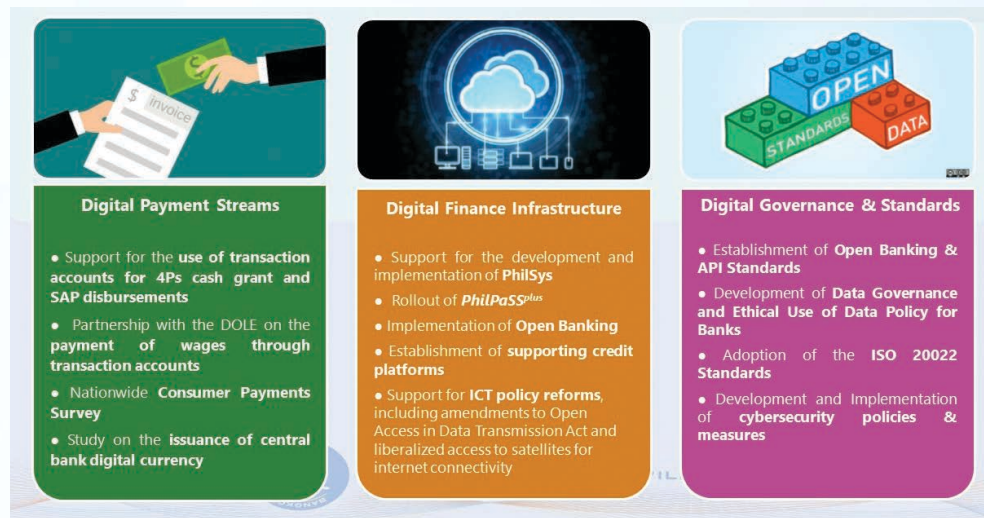 $ invoice
$
OPEN
STANDARDS
DATA
Digital Payment Streams
● Support for the use of transaction
accounts for 4Ps cash grant and
SAP disbursements
● Partnership with the DOLE on the
payment of wages through
transaction accounts
● Nationwide Consumer Payments
Survey
● Study on the issuance of central
bank digital currency
Digital Finance Infrastructure
● Support for the development and
implementation of PhilSys
● Rollout of PhilPaSSplus
● Implementation of Open Banking
● Establishment of supporting credit
platforms
● Support for ICT policy reforms,
including amendments to Open
Access in Data Transmission Act and
liberalized access to satellites for
internet connectivity
Digital Governance & Standards
● Establishment of Open Banking &
API Standards
● Development of Data Governance
and Ethical Use of Data Policy for
Banks
● Adoption of the ISO 20022
Standards
● Development and Implementation
of cybersecurity policies &
measures